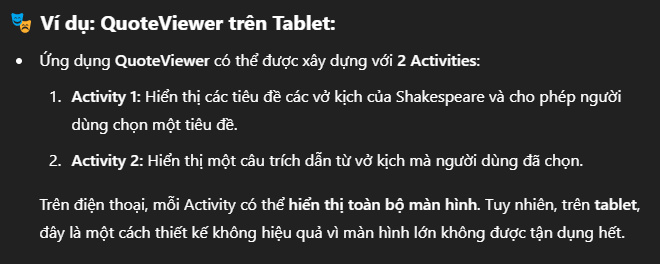 🎭 Ví dụ: QuoteViewer trên Tablet:
• Ứng dụng QuoteViewer có thể được xây dựng với 2 Activities:
1. Activity 1: Hiển thị các tiêu đề các vở kịch của Shakespeare và cho phép người
dùng chọn một tiêu đề.
2. Activity 2: Hiển thị một câu trích dẫn từ vở kịch mà người dùng đã chọn.
Trên điện thoại, mỗi Activity có thể hiển thị toàn bộ màn hình. Tuy nhiên, trên tablet,
đây là một cách thiết kế không hiệu quả vì màn hình lớn không được tận dụng hết.